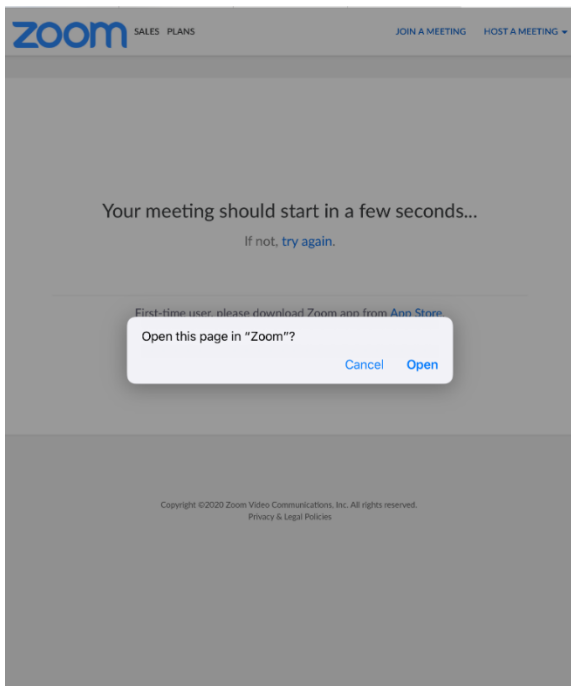 zoom SALES PLANS JOIN A MEETING HOST A MEETING
Your meeting should start in a few seconds...
If not, try again.
First-time user, please download Zoom app from App Store.
Open this page in “Zoom”?
Cancel Open
Copyright ©2020 Zoom Video Communications, Inc. All rights reserved.
Privacy & Legal Policies